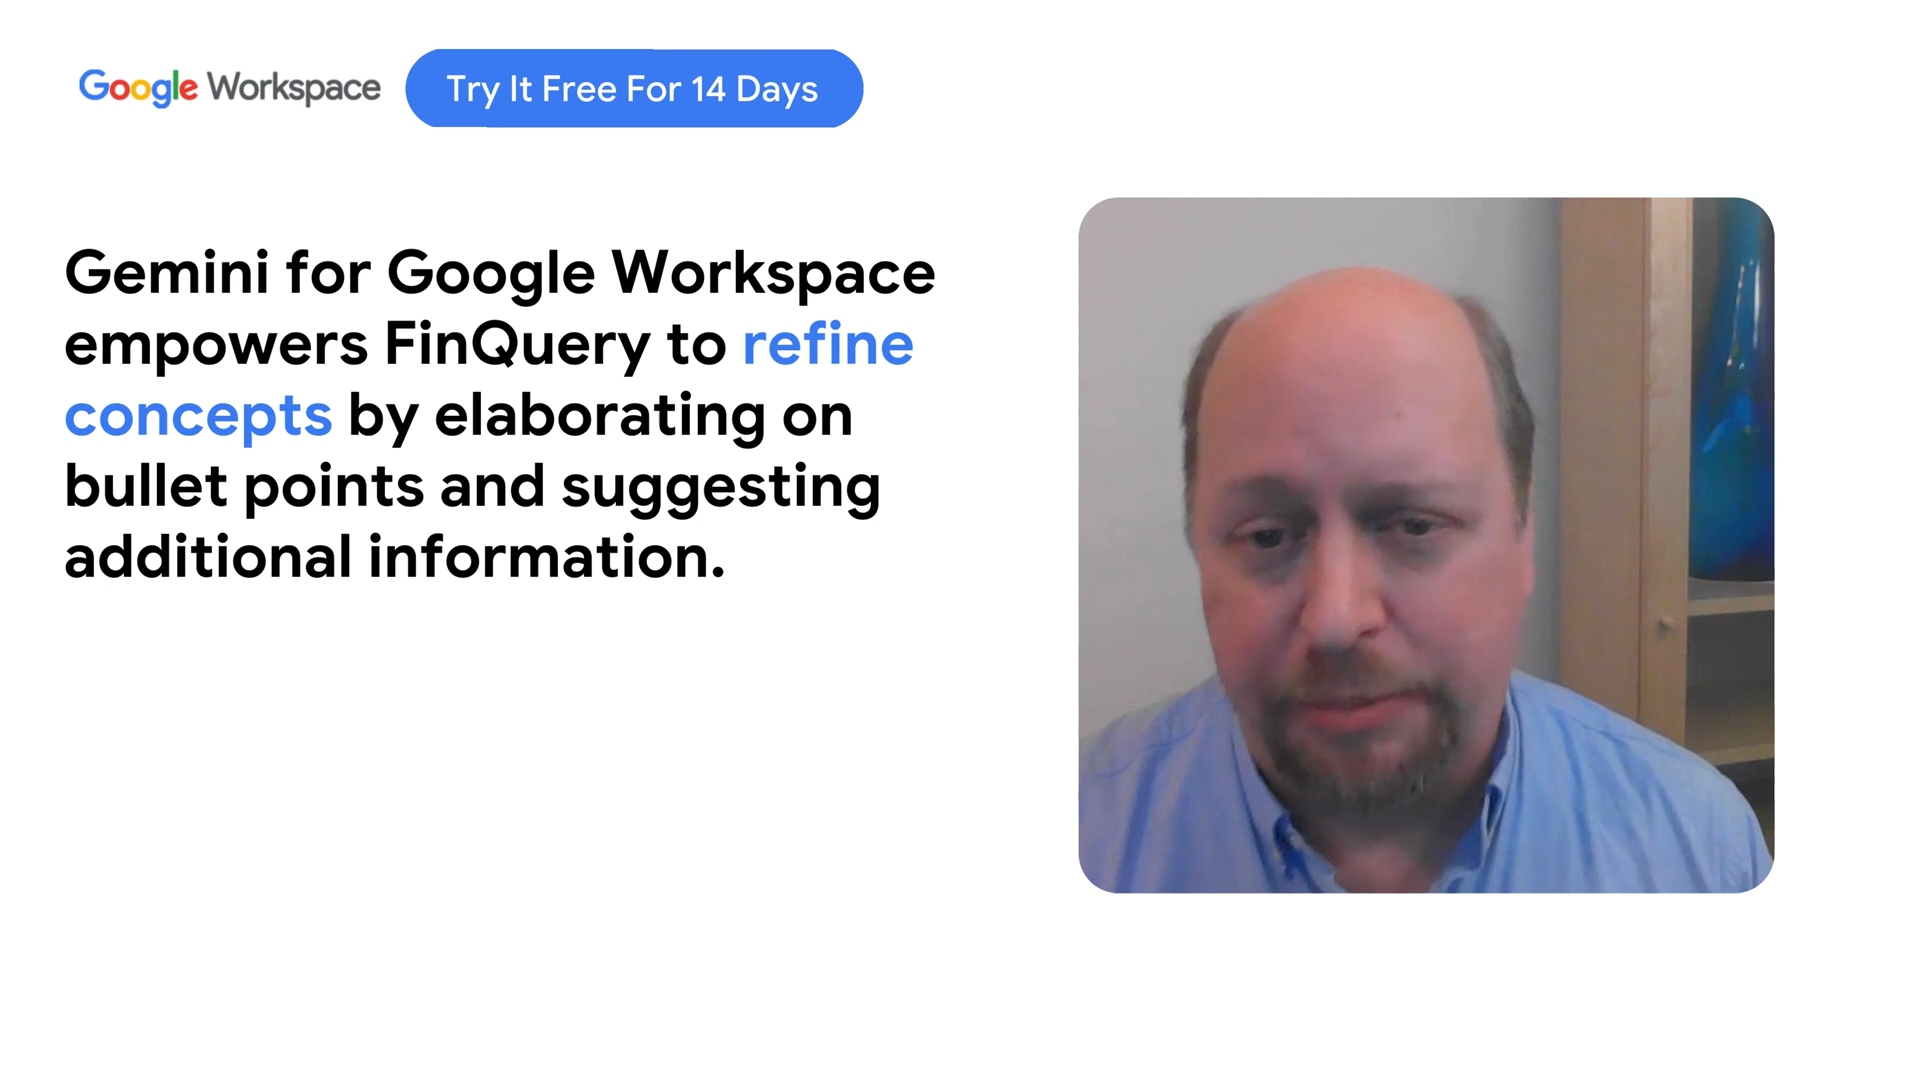 Google Workspace
Try It Free For 14 Days
Gemini for Google Workspace
empowers FinQuery to refine
concepts by elaborating on
bullet points and suggesting
additional information.